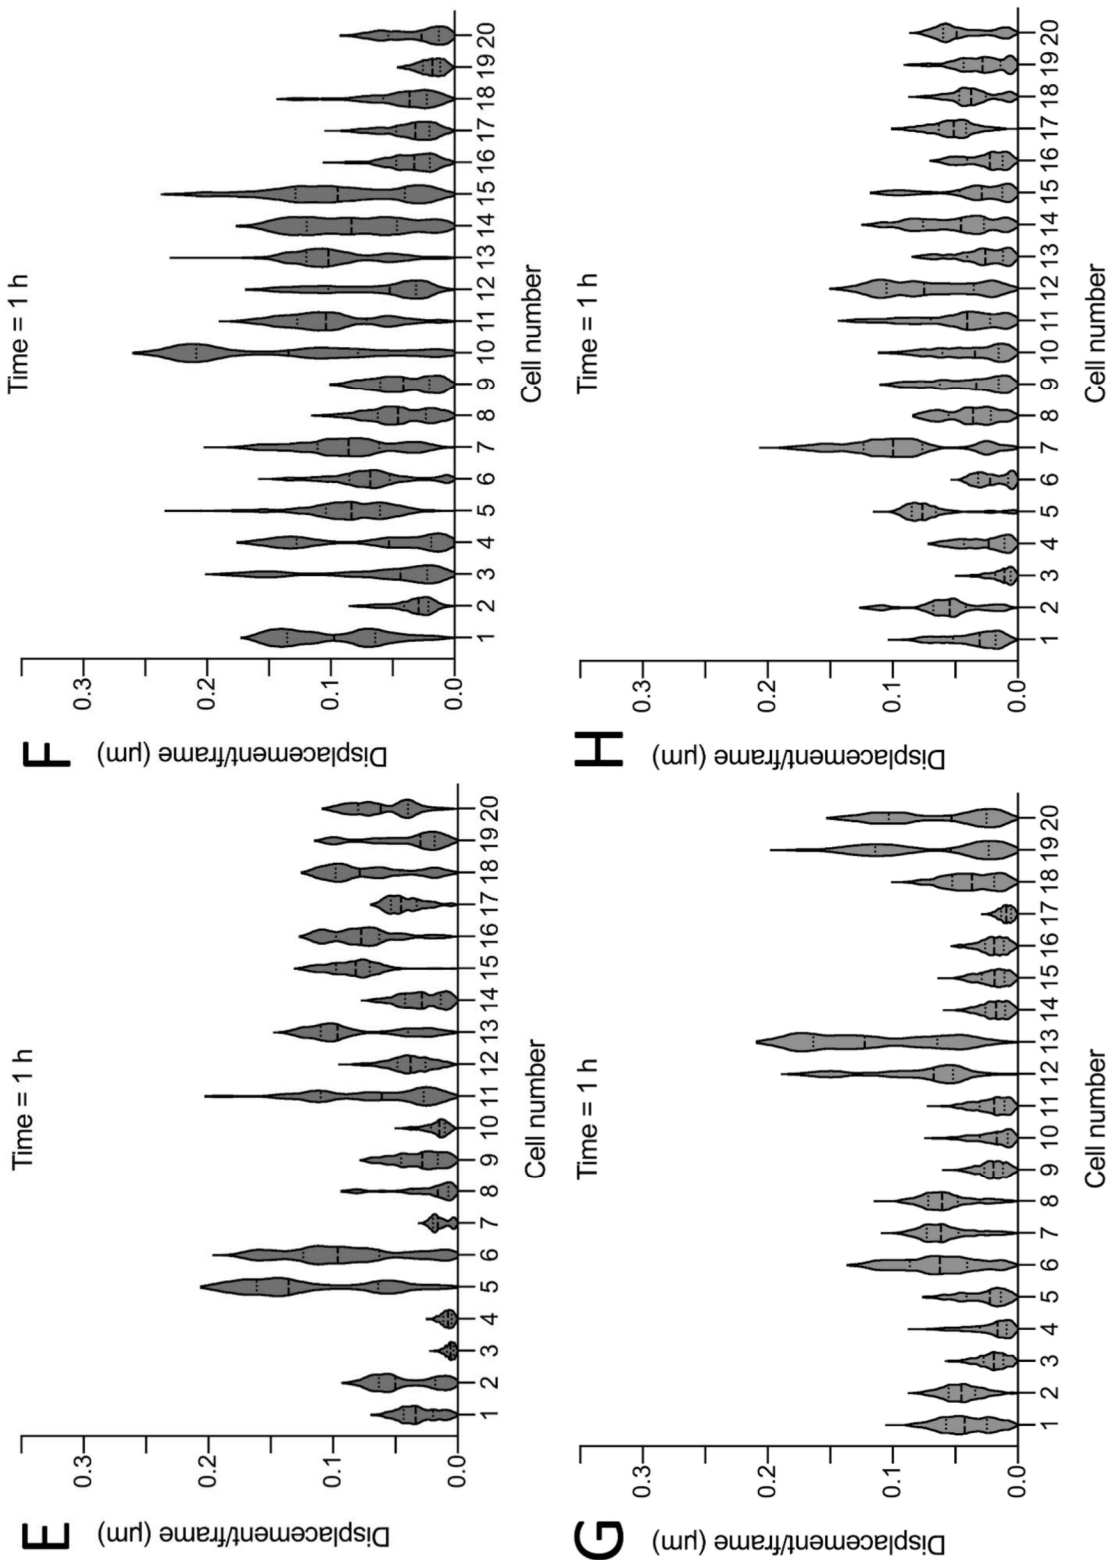 E
Time = 1 h
Displacement/frame (µm)
0.3
0.2
0.1
0.0
1 2 3 4 5 6 7 8 9 10 11 12 13 14 15 16 17 18 19 20
Cell number
F
Time = 1 h
Displacement/frame (µm)
0.3
0.2
0.1
0.0
1 2 3 4 5 6 7 8 9 10 11 12 13 14 15 16 17 18 19 20
Cell number
G
Time = 1 h
Displacement/frame (µm)
0.3
0.2
0.1
0.0
1 2 3 4 5 6 7 8 9 10 11 12 13 14 15 16 17 18 19 20
Cell number
H
Time = 1 h
Displacement/frame (µm)
0.3
0.2
0.1
0.0
1 2 3 4 5 6 7 8 9 10 11 12 13 14 15 16 17 18 19 20
Cell number